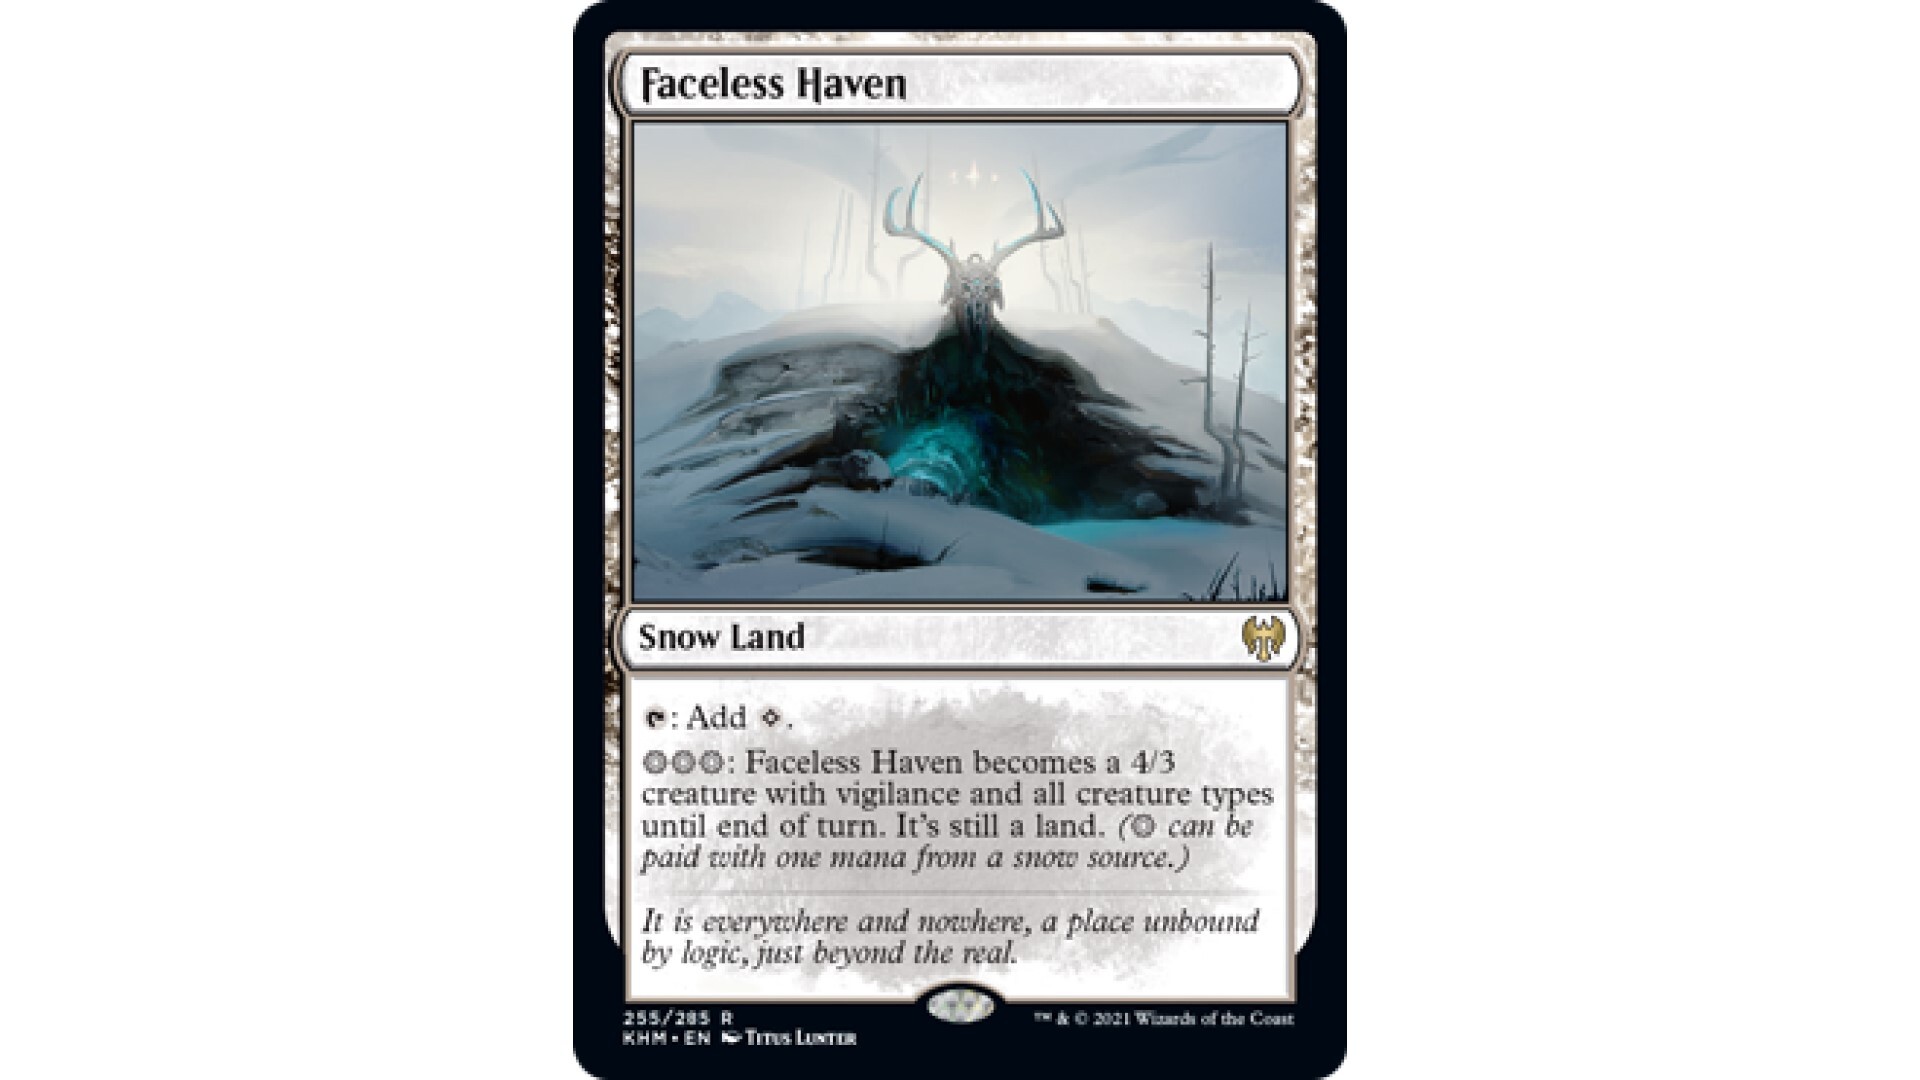 Faceless Haven
Snow Land
: Add .
: Faceless Haven becomes a 4/3
creature with vigilance and all creature types
until end of turn. It's still a land. ( can be
paid with one mana from a snow source.)
It is everywhere and nowhere, a place unbound
by logic, just beyond the real.
255/285 R
™ & © 2021 Wizards of the Coast
KHM • EN Titus Lunter